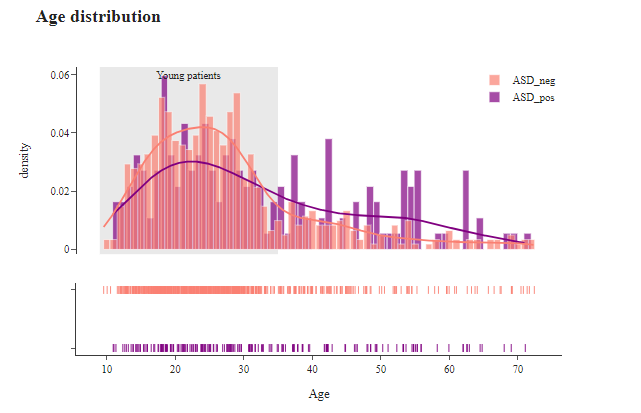 Age distribution
Young patients
ASD_neg
ASD_pos
0.06
0.04
0.02
0
density
10 20 30 40 50 60 70
Age